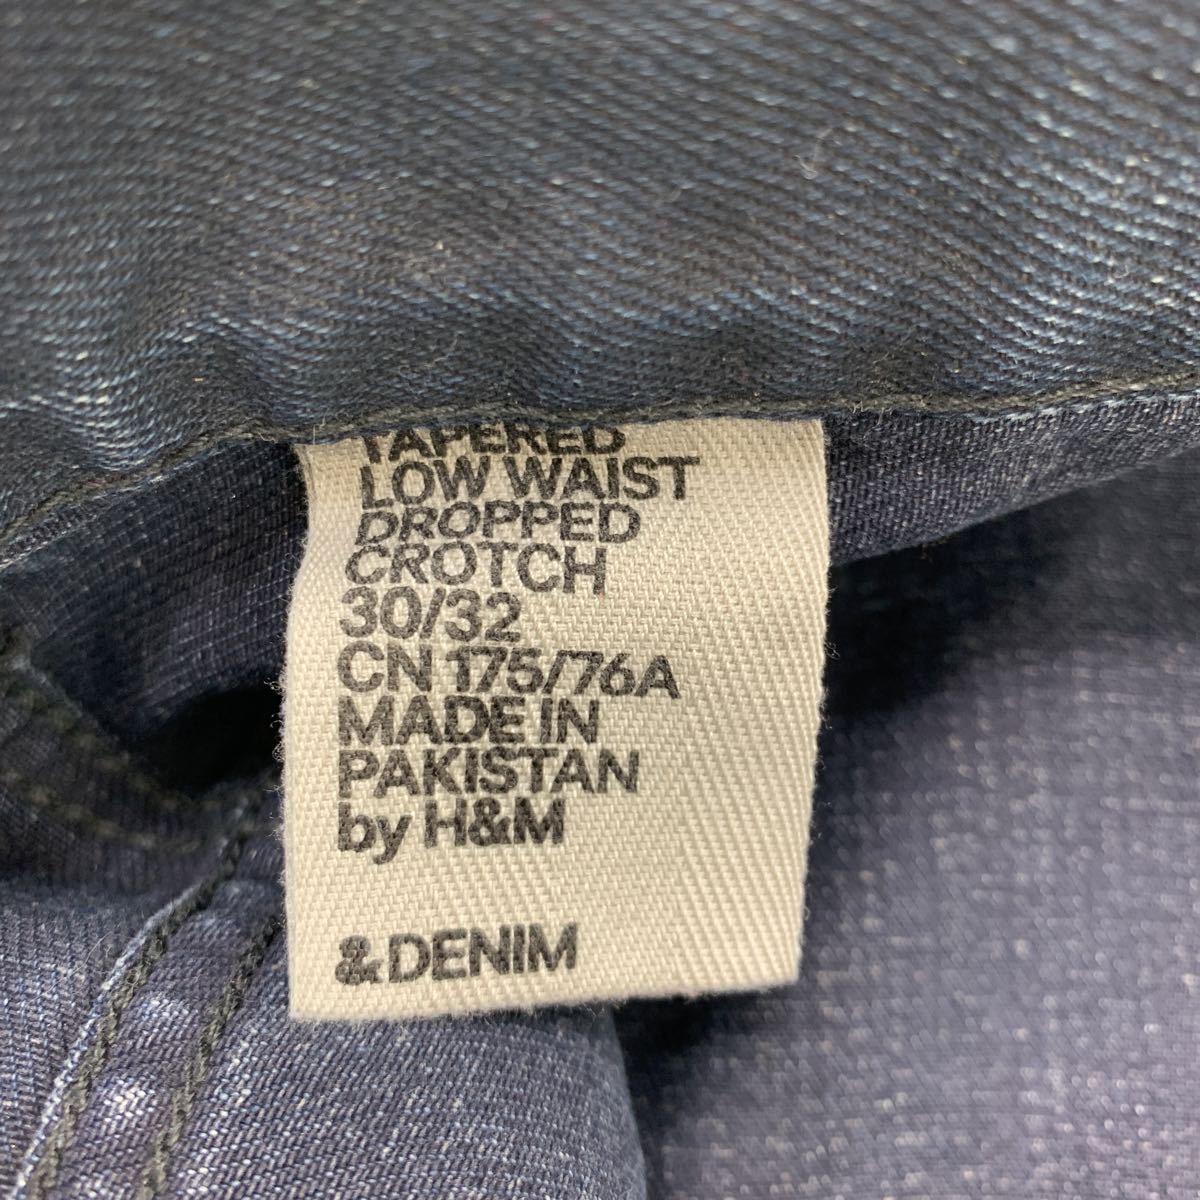 TAPERED
LOW WAIST
DROPPED
CROTCH
30/32
CN 175/76A
MADE IN
PAKISTAN
by H&M
&DENIM